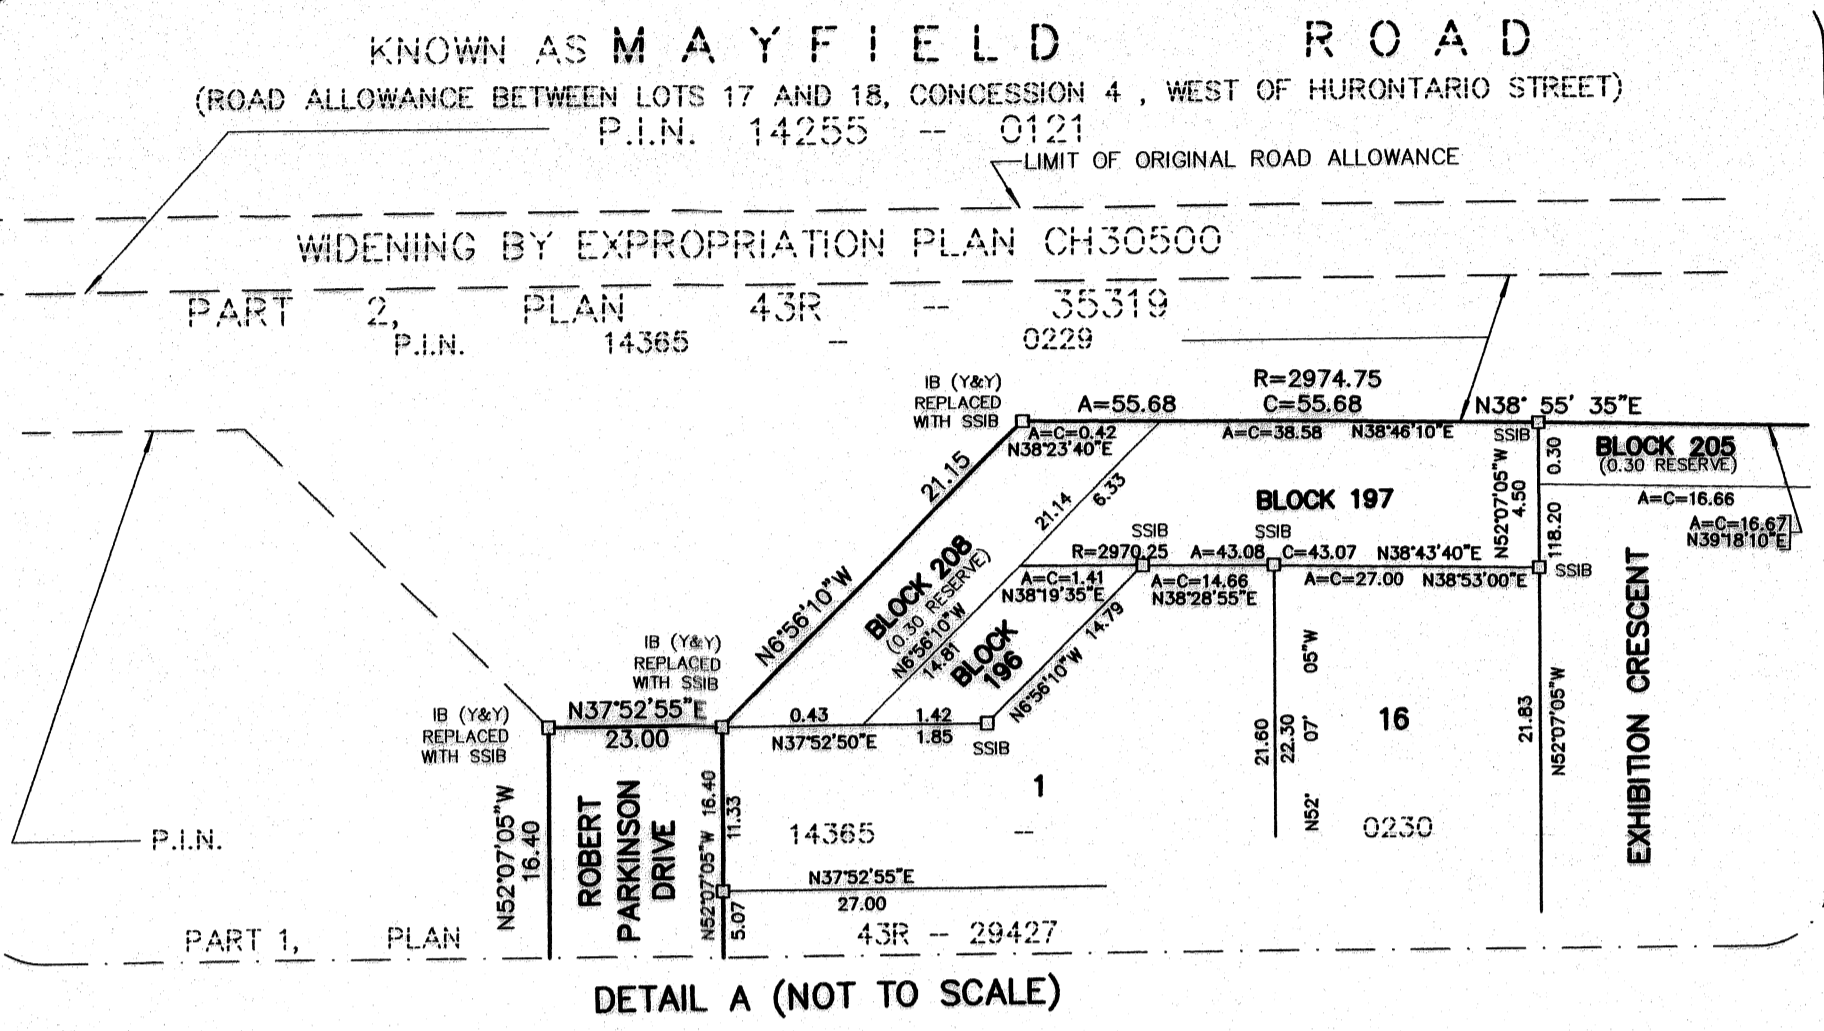 KNOWN AS MAYFIELD ROAD
(ROAD ALLOWANCE BETWEEN LOTS 17 AND 18, CONCESSION 4 , WEST OF HURONTARIO STREET)
P.I.N. 14255 -- 0121
LIMIT OF ORIGINAL ROAD ALLOWANCE
WIDENING BY EXPROPRIATION PLAN CH30500
PART 2, PLAN 43R -- 35319
P.I.N. 14365 - 0229
IB (Y&Y)
REPLACED
WITH SSIB
R=2974.75
A=55.68 C=55.68
N38° 55' 35"E
A=C=0.42
N38°23'40"E
A=C=38.58 N38°46'10"E
SSIB
BLOCK 205
(0.30 RESERVE)
0.30
A=C=16.66
A=C=16.67
N39°18'10"E
21.15
N6°56'10"W
21.14
6.33
BLOCK 197
N52°07'05"W
4.50
118.20
BLOCK 208
(0.30 RESERVE)
N6°56'10"W
14.81
SSIB
SSIB
R=2970.25 A=43.08 C=43.07 N38°43'40"E
A=C=1.41
N38°19'35"E
A=C=14.66
N38°28'55"E
A=C=27.00 N38°53'00"E
SSIB
BLOCK
196
14.79
N6°56'10"W
IB (Y&Y)
REPLACED
WITH SSIB
IB (Y&Y)
REPLACED
WITH SSIB
N37°52'55"E
23.00
0.43 1.42
N37°52'50"E 1.85
SSIB
21.60
22.30
N52° 07' 05"W
16
21.83
N52°07'05"W
EXHIBITION CRESCENT
1
N52°07'05"W
16.40
ROBERT
PARKINSON
DRIVE
N52°07'05"W 16.40
11.33
5.07
14365 -- 0230
P.I.N.
N37°52'55"E
27.00
PART 1, PLAN 43R -- 29427
DETAIL A (NOT TO SCALE)